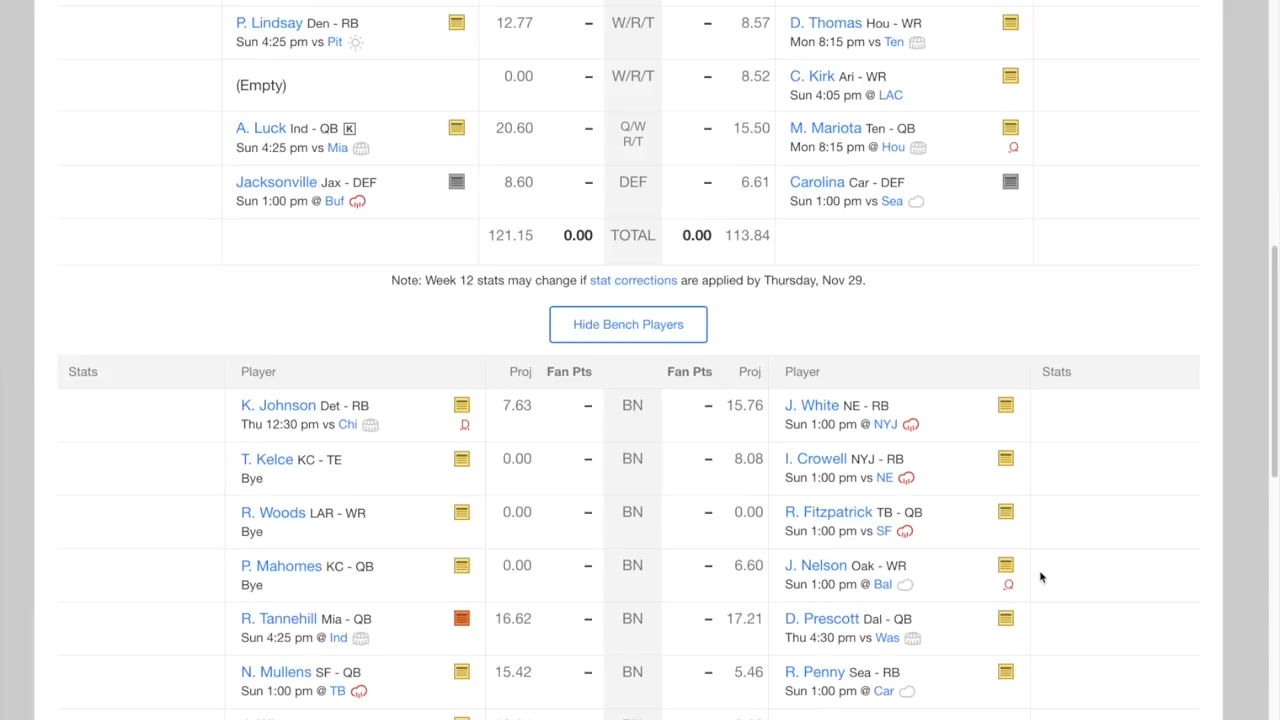 P. Lindsay Den - RB 12.77 – W/R/T – 8.57 D. Thomas Hou - WR
Sun 4:25 pm vs Pit Mon 8:15 pm vs Ten
(Empty) 0.00 – W/R/T – 8.52 C. Kirk Ari - WR
Sun 4:05 pm @ LAC
A. Luck Ind - QB K 20.60 – Q/W R/T – 15.50 M. Mariota Ten - QB
Sun 4:25 pm vs Mia Mon 8:15 pm @ Hou Q
Jacksonville Jax - DEF 8.60 – DEF – 6.61 Carolina Car - DEF
Sun 1:00 pm @ Buf Sun 1:00 pm vs Sea
121.15 0.00 TOTAL 0.00 113.84
Note: Week 12 stats may change if stat corrections are applied by Thursday, Nov 29.
Hide Bench Players
Stats Player Proj Fan Pts Fan Pts Proj Player Stats
K. Johnson Det - RB 7.63 – BN – 15.76 J. White NE - RB
Thu 12:30 pm vs Chi D Sun 1:00 pm @ NYJ
T. Kelce KC - TE 0.00 – BN – 8.08 I. Crowell NYJ - RB
Bye Sun 1:00 pm vs NE
R. Woods LAR - WR 0.00 – BN – 0.00 R. Fitzpatrick TB - QB
Bye Sun 1:00 pm vs SF
P. Mahomes KC - QB 0.00 – BN – 6.60 J. Nelson Oak - WR
Bye Sun 1:00 pm @ Bal Q
R. Tannehill Mia - QB 16.62 – BN – 17.21 D. Prescott Dal - QB
Sun 4:25 pm @ Ind Thu 4:30 pm vs Was
N. Mullens SF - QB 15.42 – BN – 5.46 R. Penny Sea - RB
Sun 1:00 pm @ TB Sun 1:00 pm @ Car